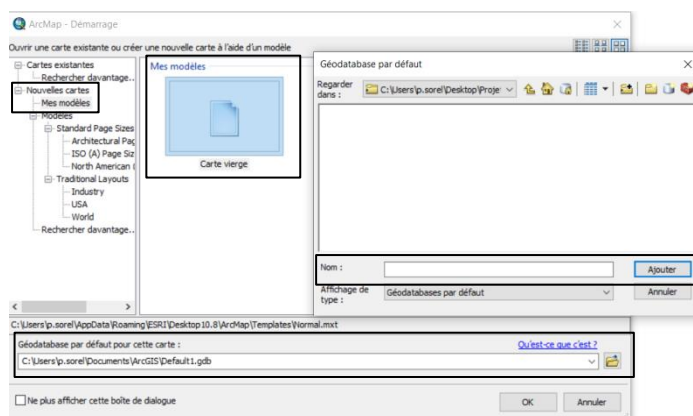 ArcMap - Démarrage
Ouvrir une carte existante ou créer une nouvelle carte à l'aide d'un modèle
Cartes existantes
Rechercher davantage..
Nouvelles cartes
Mes modèles
Modèles
Standard Page Sizes
Architectural Pag
ISO (A) Page Siz
North American
Traditional Layouts
Industry
USA
World
Rechercher davantage..
Mes modèles
Carte vierge
Géodatabase par défaut
Regarder dans :
C:\Users\p.sorel\Desktop\Proje
Nom :
Ajouter
Affichage de type :
Géodatabases par défaut
Annuler
C:\Users\p.sorel\AppData\Roaming\ESRI\Desktop10.8\ArcMap\Templates\Normal.mxt
Géodatabase par défaut pour cette carte :
Qu'est-ce que c'est ?
C:\Users\p.sorel\Documents\ArcGIS\Default1.gdb
Ne plus afficher cette boîte de dialogue
OK
Annuler